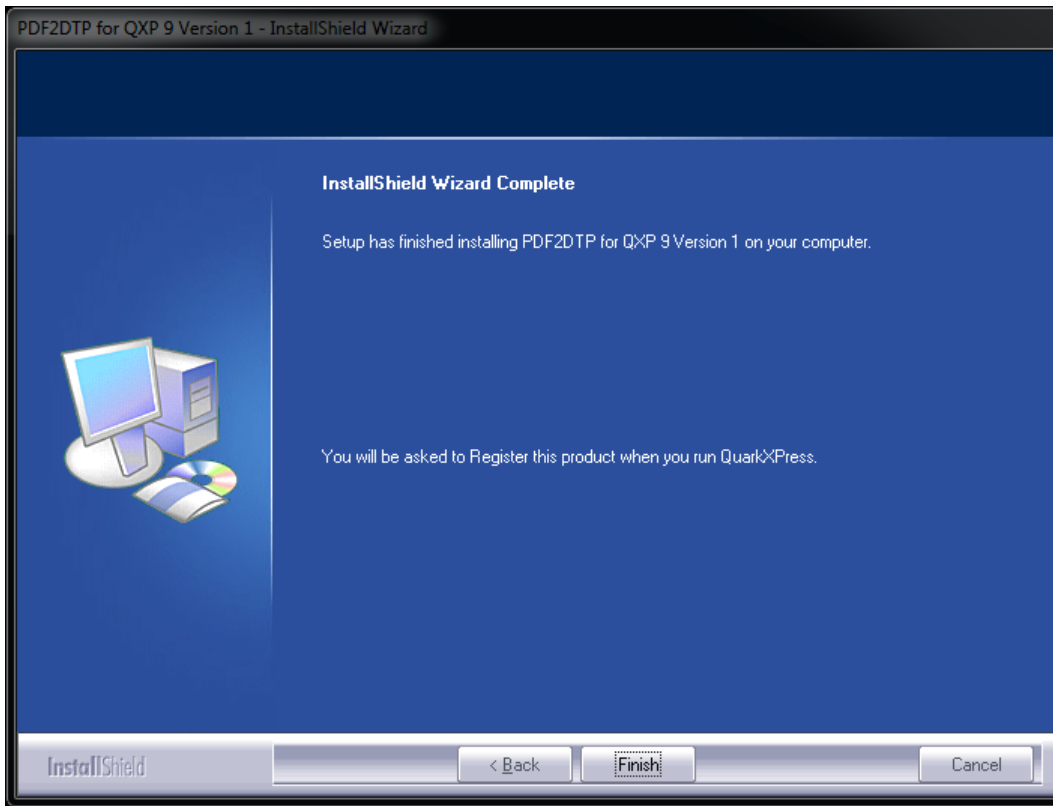 PDF2DTP for QXP 9 Version 1 - InstallShield Wizard
InstallShield Wizard Complete
Setup has finished installing PDF2DTP for QXP 9 Version 1 on your computer.
You will be asked to Register this product when you run QuarkXPress.
InstallShield
< Back
Finish
Cancel